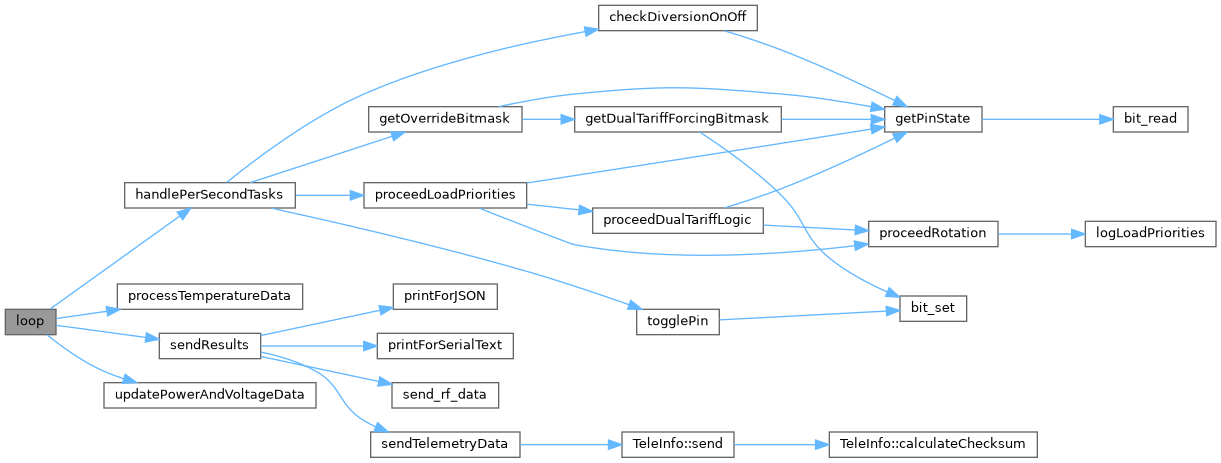 checkDiversionOnOff
getOverrideBitmask
getDualTariffForcingBitmask
getPinState
bit_read
handlePerSecondTasks
proceedLoadPriorities
proceedDualTariffLogic
proceedRotation
logLoadPriorities
processTemperatureData
printForJSON
bit_set
loop
togglePin
sendResults
printForSerialText
updatePowerAndVoltageData
send_rf_data
sendTelemetryData
TeleInfo::send
TeleInfo::calculateChecksum